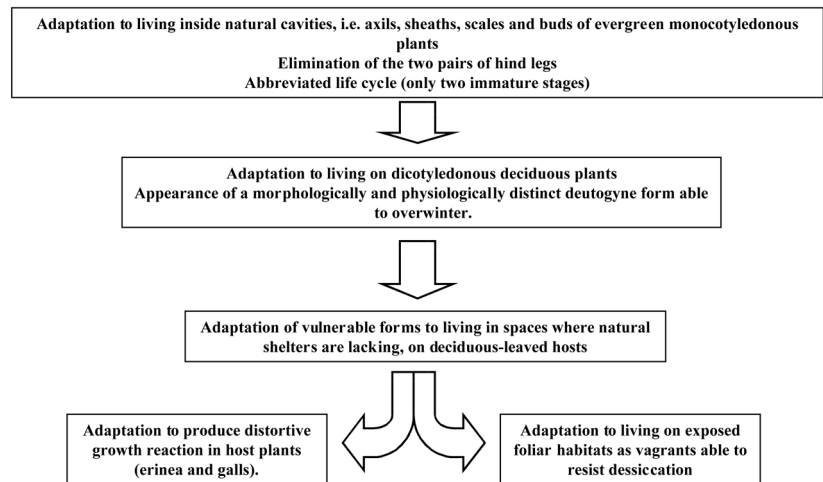 Adaptation to living inside natural cavities, i.e. axils, sheaths, scales and buds of evergreen monocotyledonous
plants
Elimination of the two pairs of hind legs
Abbreviated life cycle (only two immature stages)
Adaptation to living on dicotyledonous deciduous plants
Appearance of a morphologically and physiologically distinct deutogyne form able
to overwinter.
Adaptation of vulnerable forms to living in spaces where natural
shelters are lacking, on deciduous-leaved hosts
Adaptation to produce distortive
growth reaction in host plants
(erinea and galls).
Adaptation to living on exposed
foliar habitats as vagrants able to
resist dessiccation